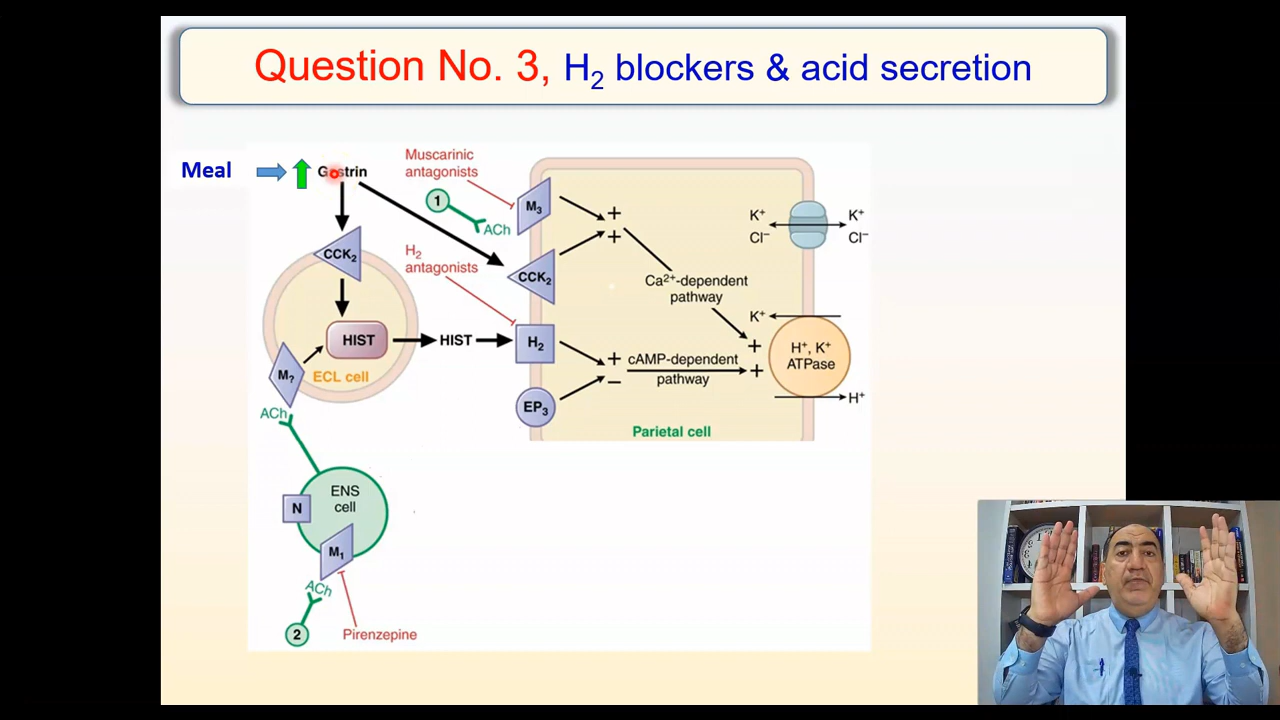 Question No. 3, H2 blockers & acid secretion
Meal
Gastrin
Muscarinic
antagonists
1
ACh
M3
+
+
K+
Cl−
K+
Cl−
CCK2
H2
antagonists
CCK2
Ca2+-dependent
pathway
K+
HIST
HIST
H2
+
−
cAMP-dependent
pathway
+
+
H+, K+
ATPase
H+
M?
ECL cell
EP3
ACh
Parietal cell
ENS
cell
N
M1
ACh
2
Pirenzepine